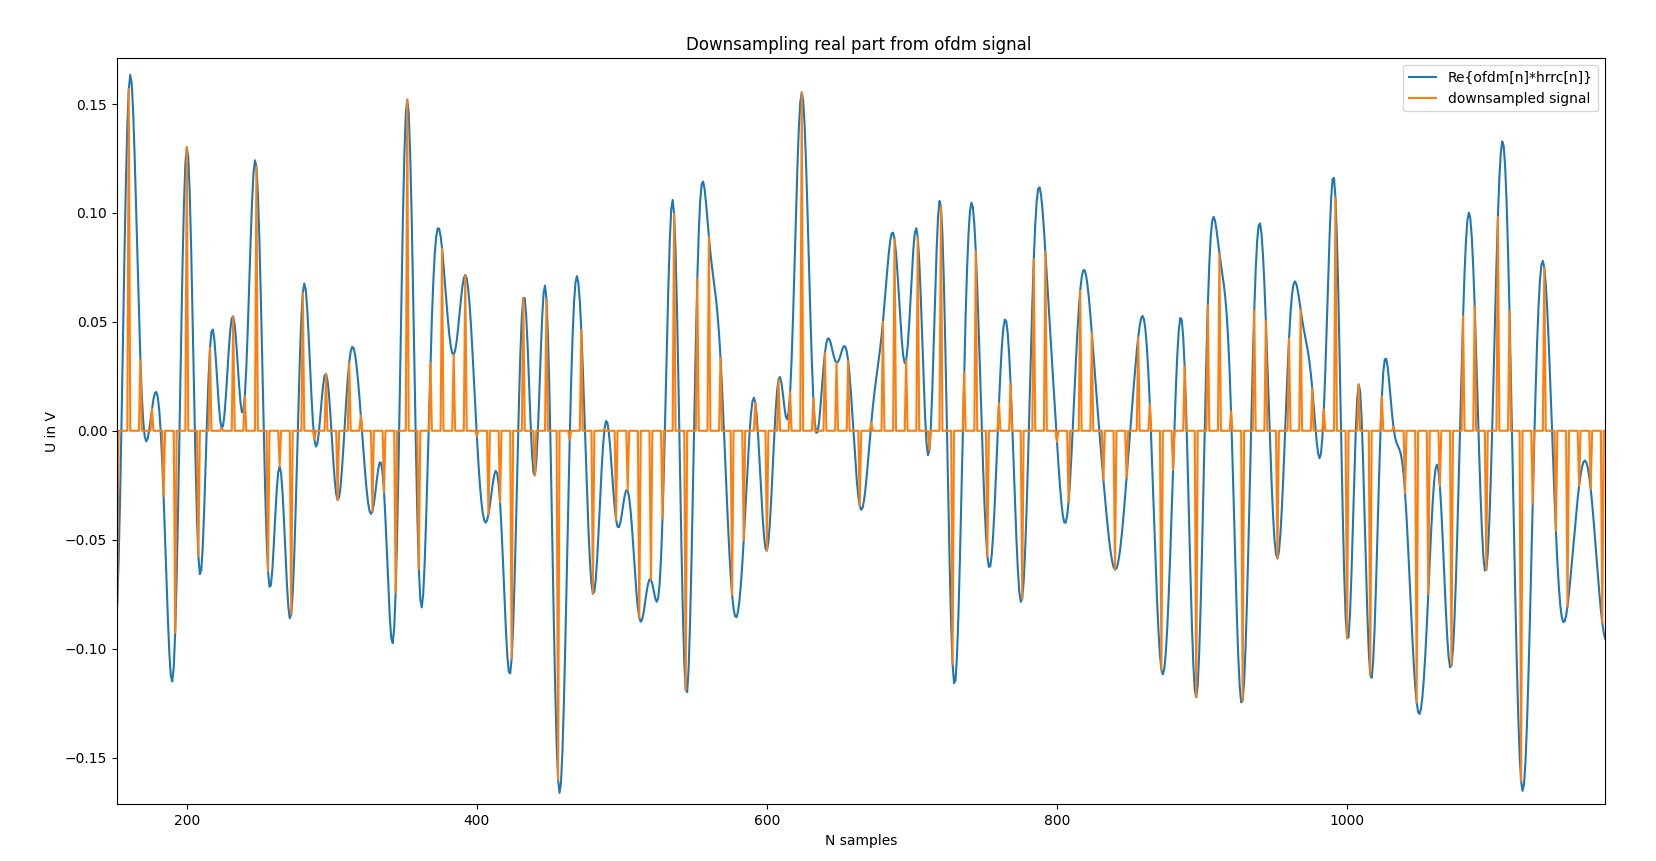 Downsampling real part from ofdm signal
Re{ofdm[n]*hrrc[n]}
downsampled signal
0.15
0.10
0.05
0.00
−0.05
−0.10
−0.15
U in V
200
400
600
800
1000
N samples